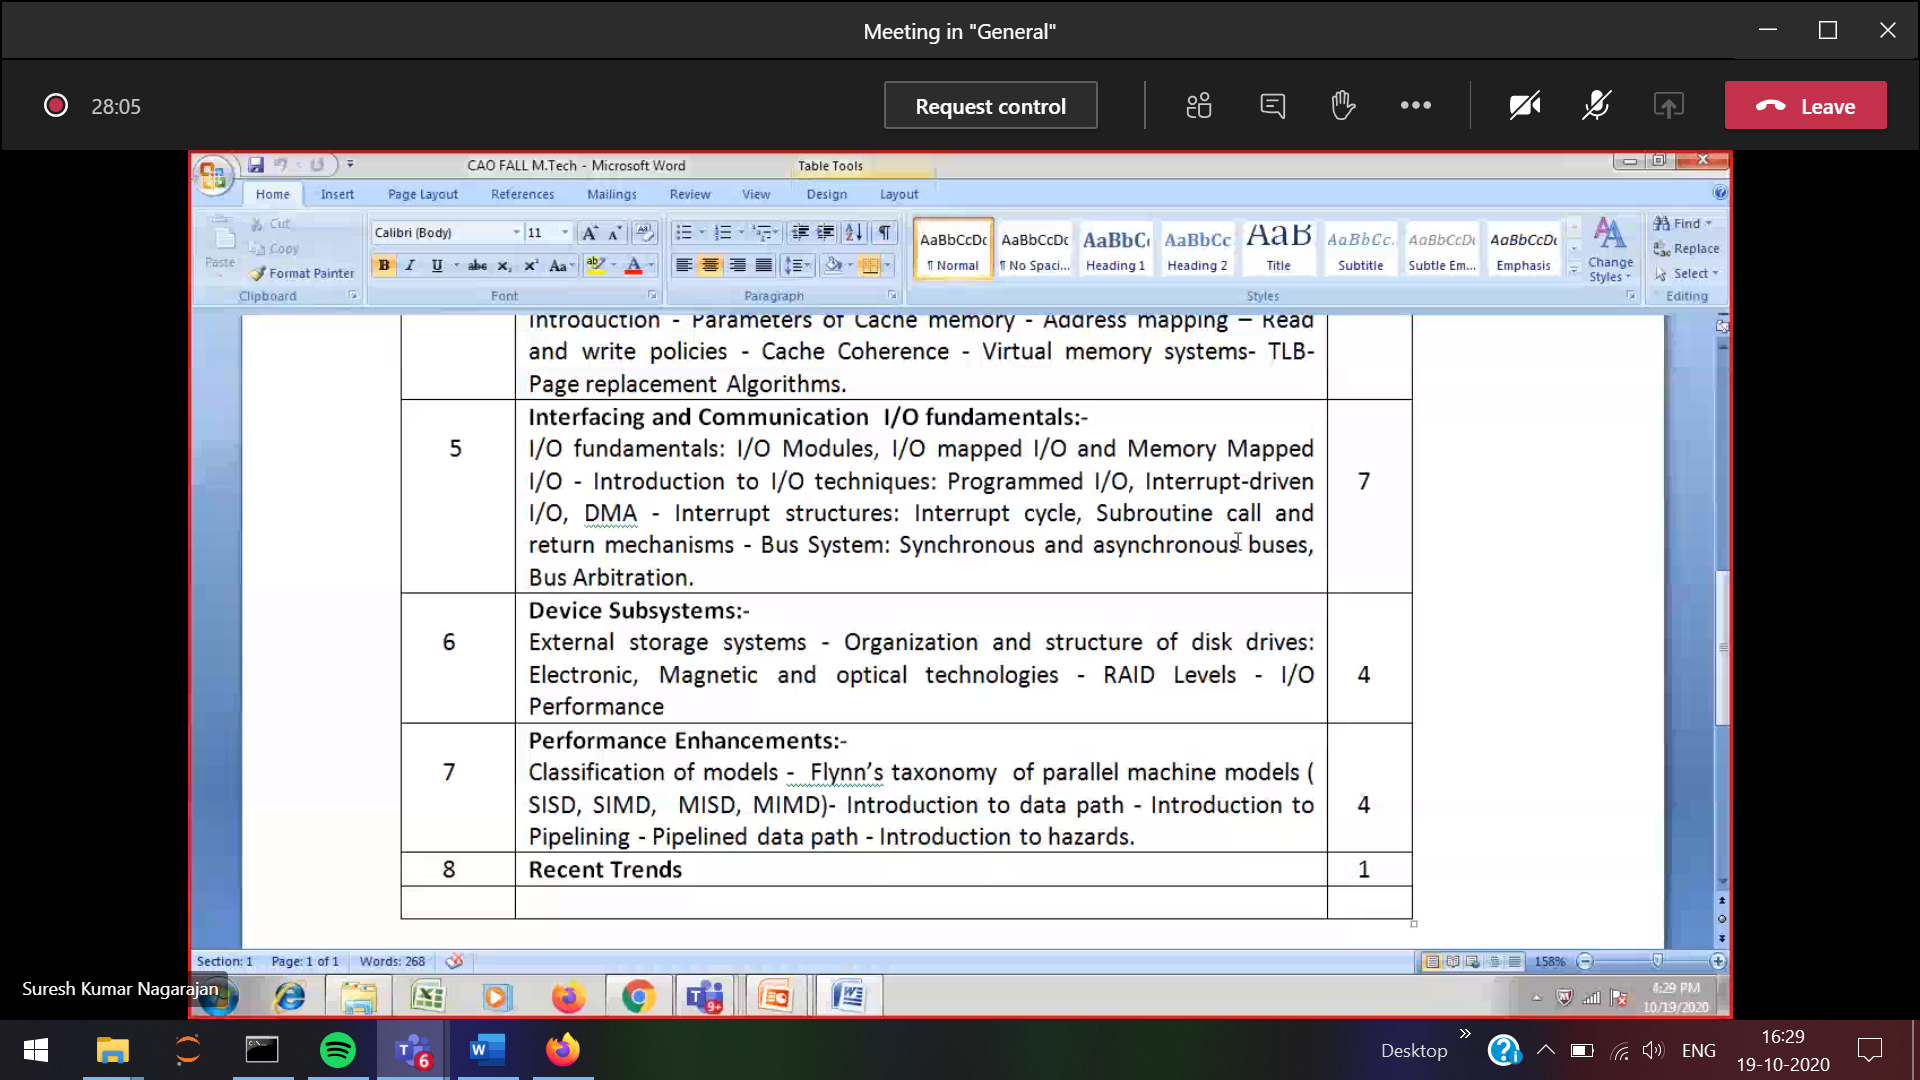 Meeting in "General"
28:05
Request control
Leave
CAO FALL M.Tech - Microsoft Word
Table Tools
Home Insert Page Layout References Mailings Review View Design Layout
Paste
Cut
Copy
Format Painter
Clipboard
Calibri (Body) 11
B I U abc x₂ x² Aa
Font
Paragraph
AaBbCcDc AaBbCcDc AaBbC AaBbCc AaB AaBbCc. AaBbCcDc AaBbCcDc
¶ Normal ¶ No Spaci... Heading 1 Heading 2 Title Subtitle Subtle Em... Emphasis
Change Styles
Styles
Find
Replace
Select
Editing
Introduction - Parameters of Cache memory - Address mapping – Read
and write policies - Cache Coherence - Virtual memory systems- TLB-
Page replacement Algorithms.
Interfacing and Communication I/O fundamentals:-
5 I/O fundamentals: I/O Modules, I/O mapped I/O and Memory Mapped
I/O - Introduction to I/O techniques: Programmed I/O, Interrupt-driven 7
I/O, DMA - Interrupt structures: Interrupt cycle, Subroutine call and
return mechanisms - Bus System: Synchronous and asynchronous buses,
Bus Arbitration.
Device Subsystems:-
6 External storage systems - Organization and structure of disk drives:
Electronic, Magnetic and optical technologies - RAID Levels - I/O 4
Performance
Performance Enhancements:-
7 Classification of models - Flynn's taxonomy of parallel machine models (
SISD, SIMD, MISD, MIMD)- Introduction to data path - Introduction to 4
Pipelining - Pipelined data path - Introduction to hazards.
8 Recent Trends 1
Section: 1 Page: 1 of 1 Words: 268 158%
Suresh Kumar Nagarajan
9+
4:29 PM
10/19/2020
6
Desktop
ENG
16:29
19-10-2020